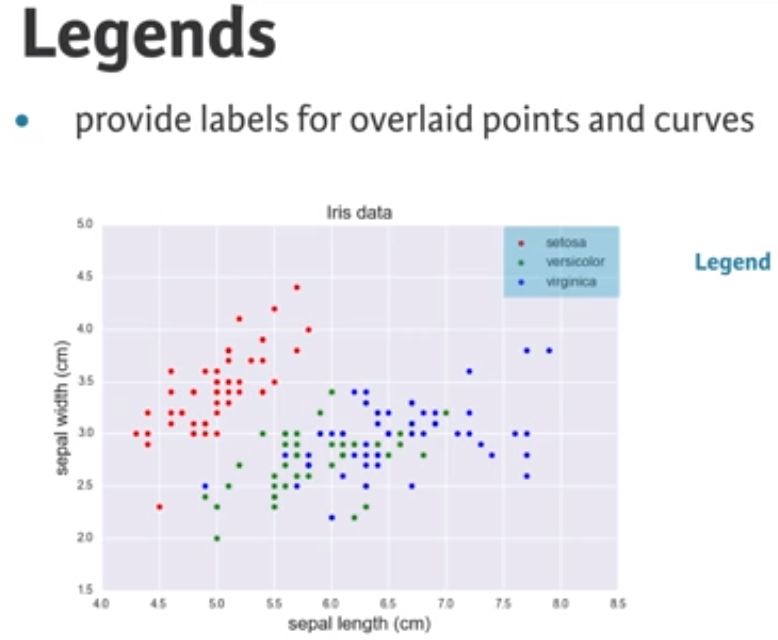 Legends
• provide labels for overlaid points and curves
Iris data
setosa
versicolor
virginica
Legend
sepal width (cm)
5.0
4.5
4.0
3.5
3.0
2.5
2.0
1.5
4.0 4.5 5.0 5.5 6.0 6.5 7.0 7.5 8.0 8.5
sepal length (cm)